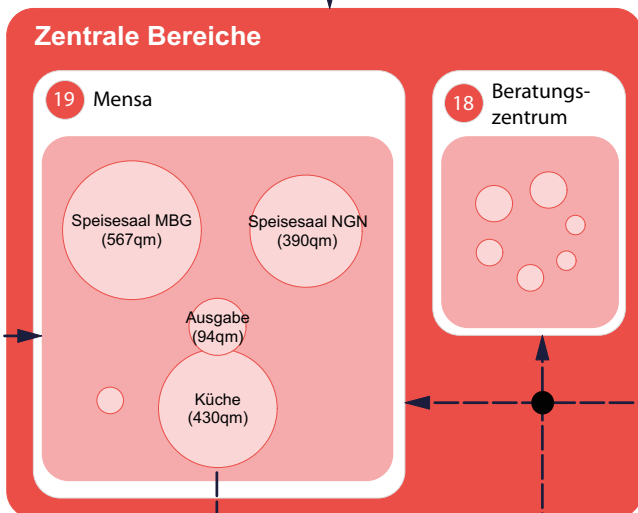 Zentrale Bereiche
19 Mensa
Speisesaal MBG
(567qm)
Speisesaal NGN
(390qm)
Ausgabe
(94qm)
Küche
(430qm)
18 Beratungs-
zentrum